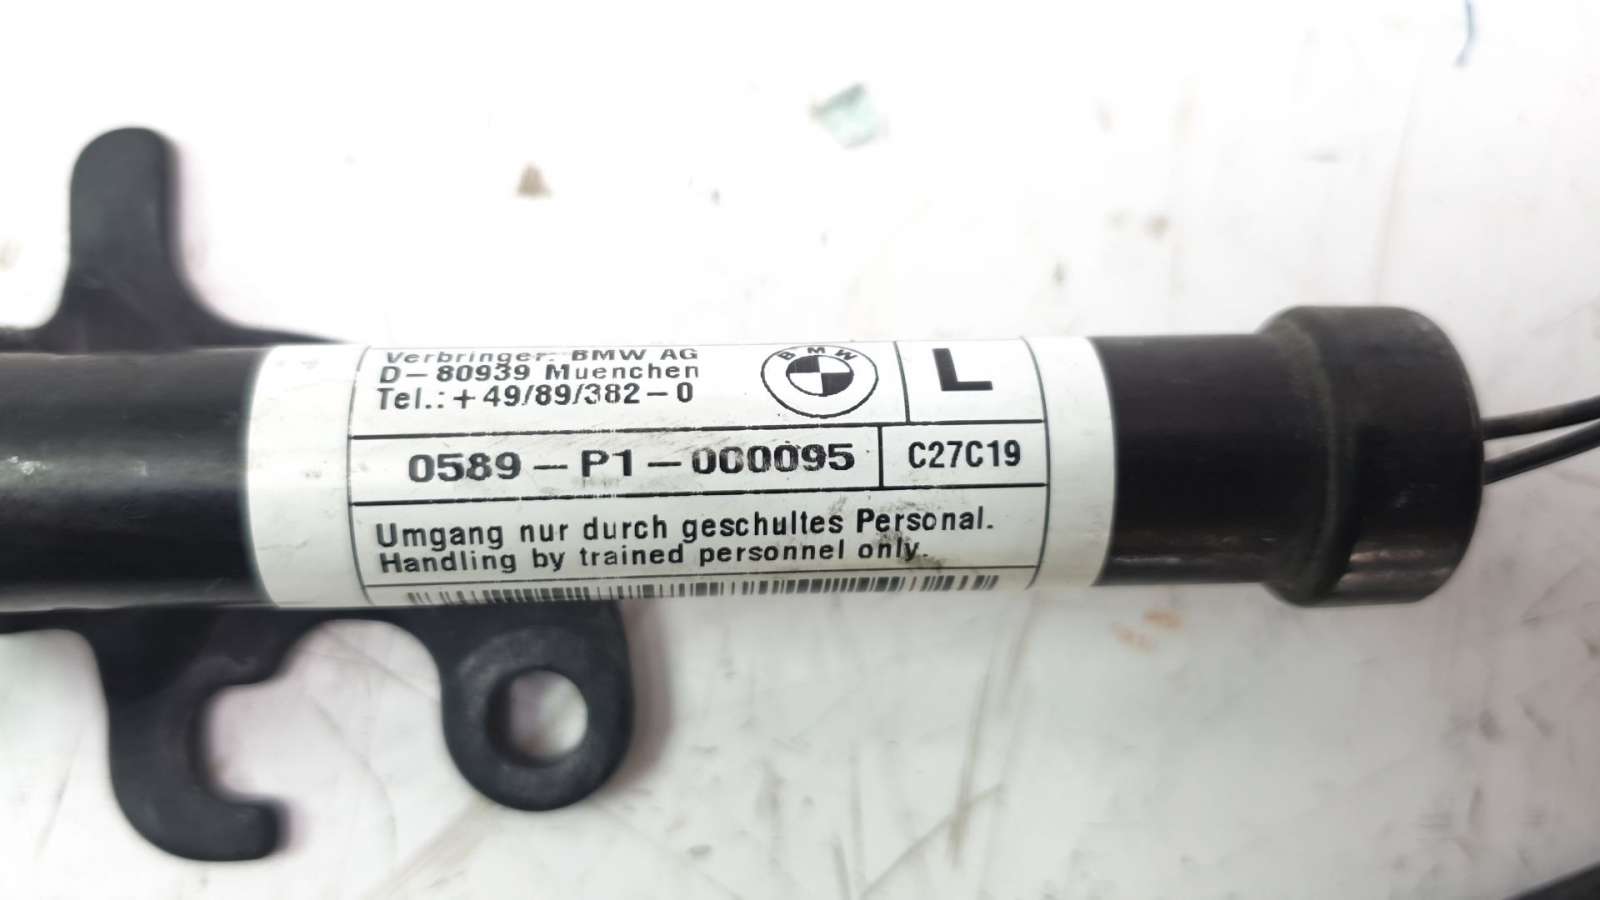 Verbringer: BMW AG
D-80939 Muenchen
Tel.: +49/89/382-0
BMW
L
0589-P1-000095
C27C19
Umgang nur durch geschultes Personal.
Handling by trained personnel only.